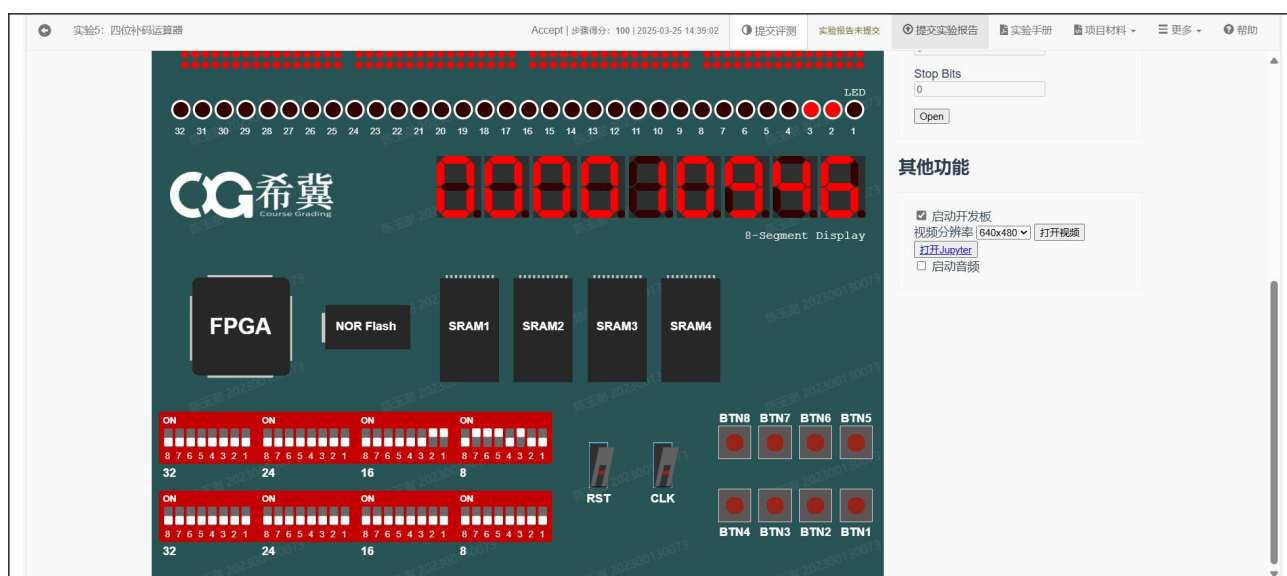 实验5：四位补码运算器
Accept | 步骤得分：100 | 2025-03-25 14:39:02
提交评测
实验报告未提交
提交实验报告
实验手册
项目材料
更多
帮助
LED
32 31 30 29 28 27 26 25 24 23 22 21 20 19 18 17 16 15 14 13 12 11 10 9 8 7 6 5 4 3 2 1
CG希冀
Course Grading
000010946
8-Segment Display
FPGA
NOR Flash
SRAM1
SRAM2
SRAM3
SRAM4
ON ON ON ON
8 7 6 5 4 3 2 1 8 7 6 5 4 3 2 1 8 7 6 5 4 3 2 1 8 7 6 5 4 3 2 1
32 24 16 8
ON ON ON ON
8 7 6 5 4 3 2 1 8 7 6 5 4 3 2 1 8 7 6 5 4 3 2 1 8 7 6 5 4 3 2 1
32 24 16 8
RST CLK
BTN8 BTN7 BTN6 BTN5
BTN4 BTN3 BTN2 BTN1
Stop Bits
0
Open
其他功能
启动开发板
视频分辨率 640x480 打开视频
打开Jupyter
启动音频